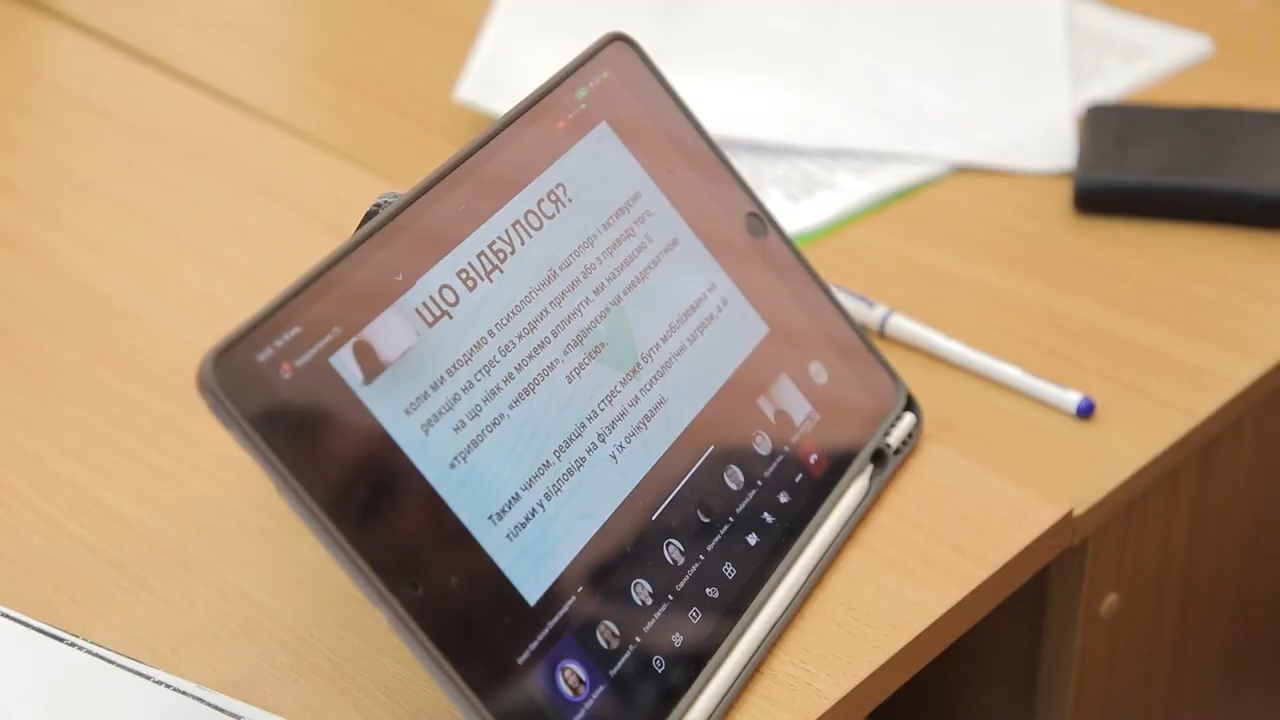 ЩО ВІДБУЛОСЯ?
коли ми входимо в психологічний «штопор» і активуємо
реакцію на стрес без жодних причин або з приводу того,
на що ніяк не можемо вплинути, ми називаємо її
«тривогою», «неврозом», «параноєю» чи «неадекватною
агресією».
Таким чином, реакція на стрес може бути мобілізована не
тільки у відповідь на фізичні чи психологічні загрози, а й
у їх очікуванні.